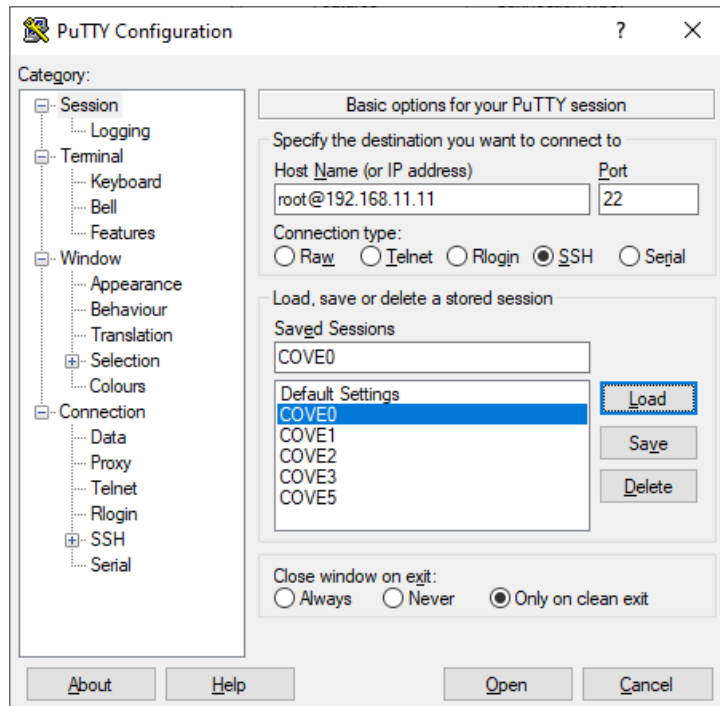 PuTTY Configuration
?
Category:
Session
Logging
Terminal
Keyboard
Bell
Features
Window
Appearance
Behaviour
Translation
Selection
Colours
Connection
Data
Proxy
Telnet
Rlogin
SSH
Serial
Basic options for your PuTTY session
Specify the destination you want to connect to
Host Name (or IP address) Port
root@192.168.11.11 22
Connection type:
Raw Telnet Rlogin SSH Serial
Load, save or delete a stored session
Saved Sessions
COVE0
Default Settings
COVE0
COVE1
COVE2
COVE3
COVE5
Load
Save
Delete
Close window on exit:
Always Never Only on clean exit
About Help Open Cancel